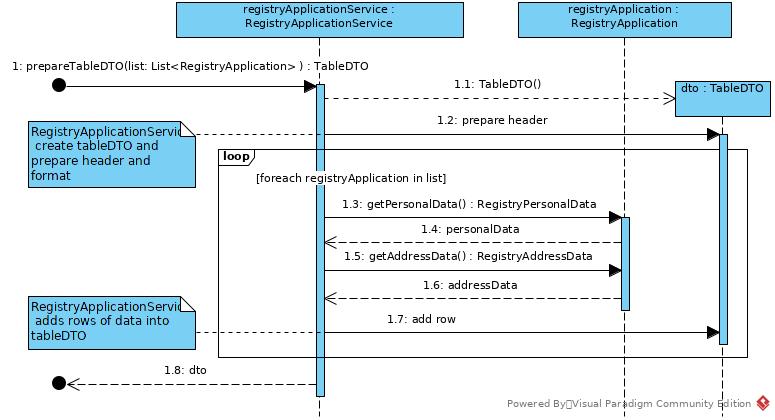 registryApplicationService :
RegistryApplicationService
registryApplication :
RegistryApplication
1: prepareTableDTO(list: List<RegistryApplication> ) : TableDTO
1.1: TableDTO()
dto : TableDTO
1.2: prepare header
RegistryApplicationServic
create tableDTO and
prepare header and
format
loop
[foreach registryApplication in list]
1.3: getPersonalData() : RegistryPersonalData
1.4: personalData
1.5: getAddressData() : RegistryAddressData
1.6: addressData
RegistryApplicationServic
adds rows of data into
tableDTO
1.7: add row
1.8: dto
Powered By Visual Paradigm Community Edition